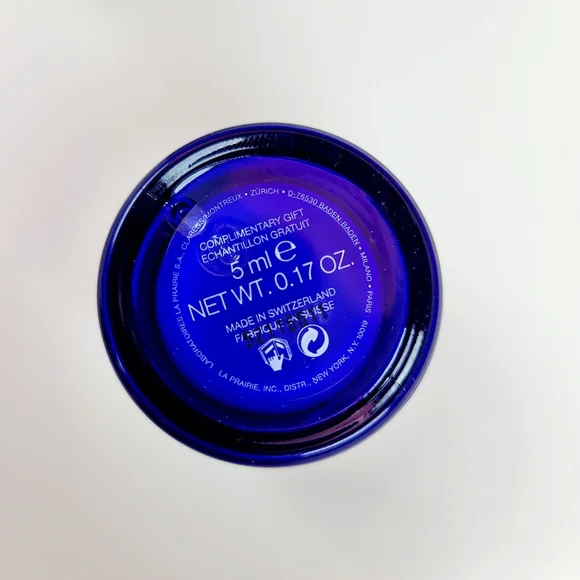 LABORATOIRES LA PRAIRIE S.A. CLARENS/MONTREUX • ZÜRICH • D-76530 BADEN-BADEN • MILANO • PARIS
COMPLIMENTARY GIFT
ECHANTILLON GRATUIT
5 ml e
NET WT. 0.17 OZ.
MADE IN SWITZERLAND
FABRIQUE EN SUISSE
LA PRAIRIE, INC., DISTR., NEW YORK, N.Y. 10019